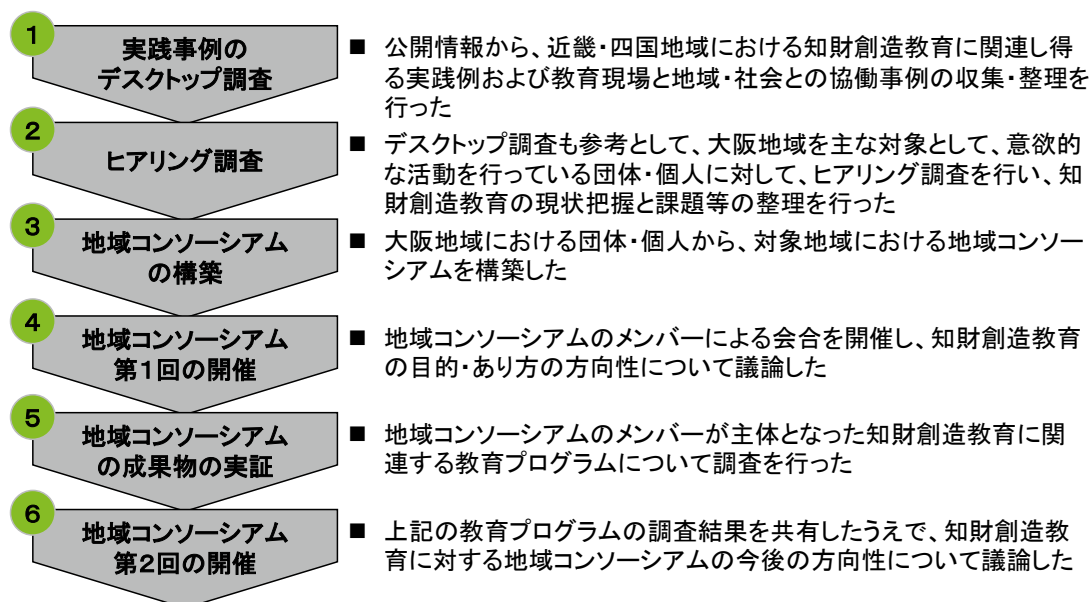 1
実践事例の
デスクトップ調査
■ 公開情報から、近畿・四国地域における知財創造教育に関連し得
る実践例および教育現場と地域・社会との協働事例の収集・整理を
行った
2
ヒアリング調査
■ デスクトップ調査も参考として、大阪地域を主な対象として、意欲的
な活動を行っている団体・個人に対して、ヒアリング調査を行い、知
財創造教育の現状把握と課題等の整理を行った
3
地域コンソーシアム
の構築
■ 大阪地域における団体・個人から、対象地域における地域コンソー
シアムを構築した
4
地域コンソーシアム
第1回の開催
■ 地域コンソーシアムのメンバーによる会合を開催し、知財創造教育
の目的・あり方の方向性について議論した
5
地域コンソーシアム
の成果物の実証
■ 地域コンソーシアムのメンバーが主体となった知財創造教育に関
連する教育プログラムについて調査を行った
6
地域コンソーシアム
第2回の開催
■ 上記の教育プログラムの調査結果を共有したうえで、知財創造教
育に対する地域コンソーシアムの今後の方向性について議論した